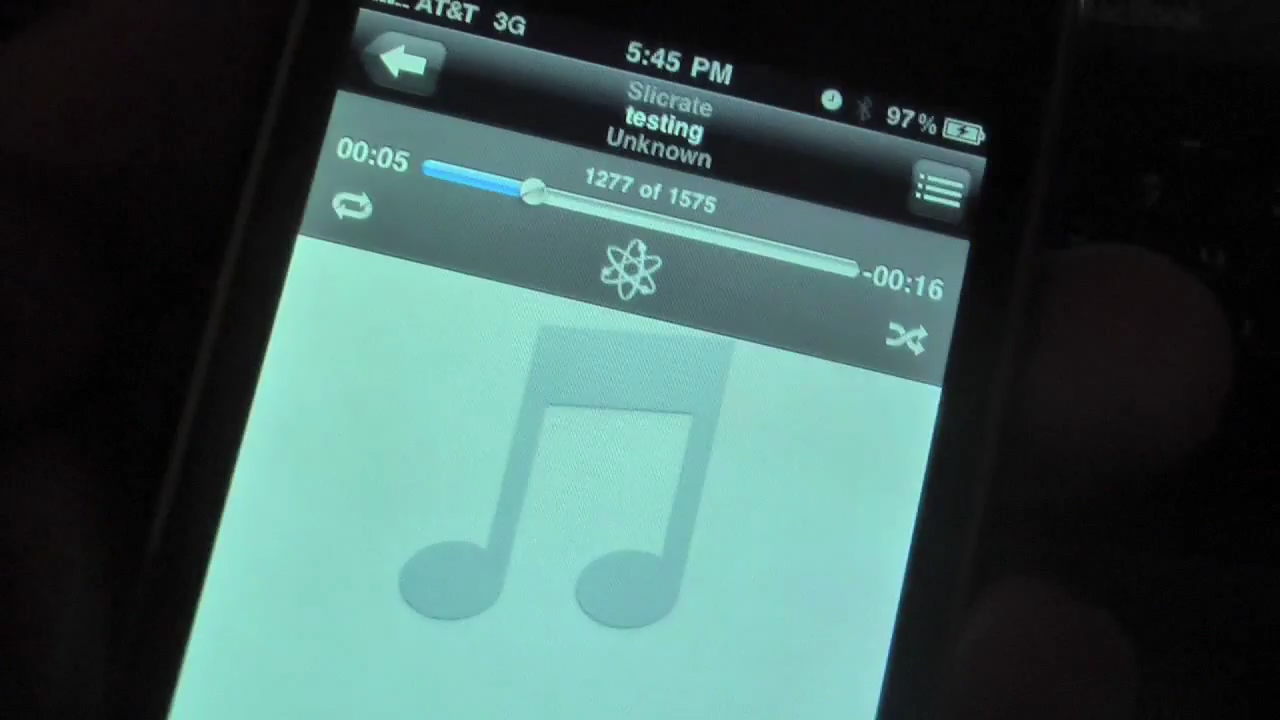 AT&T 3G
5:45 PM
97%
Slicrate
testing
Unknown
00:05
1277 of 1575
-00:16